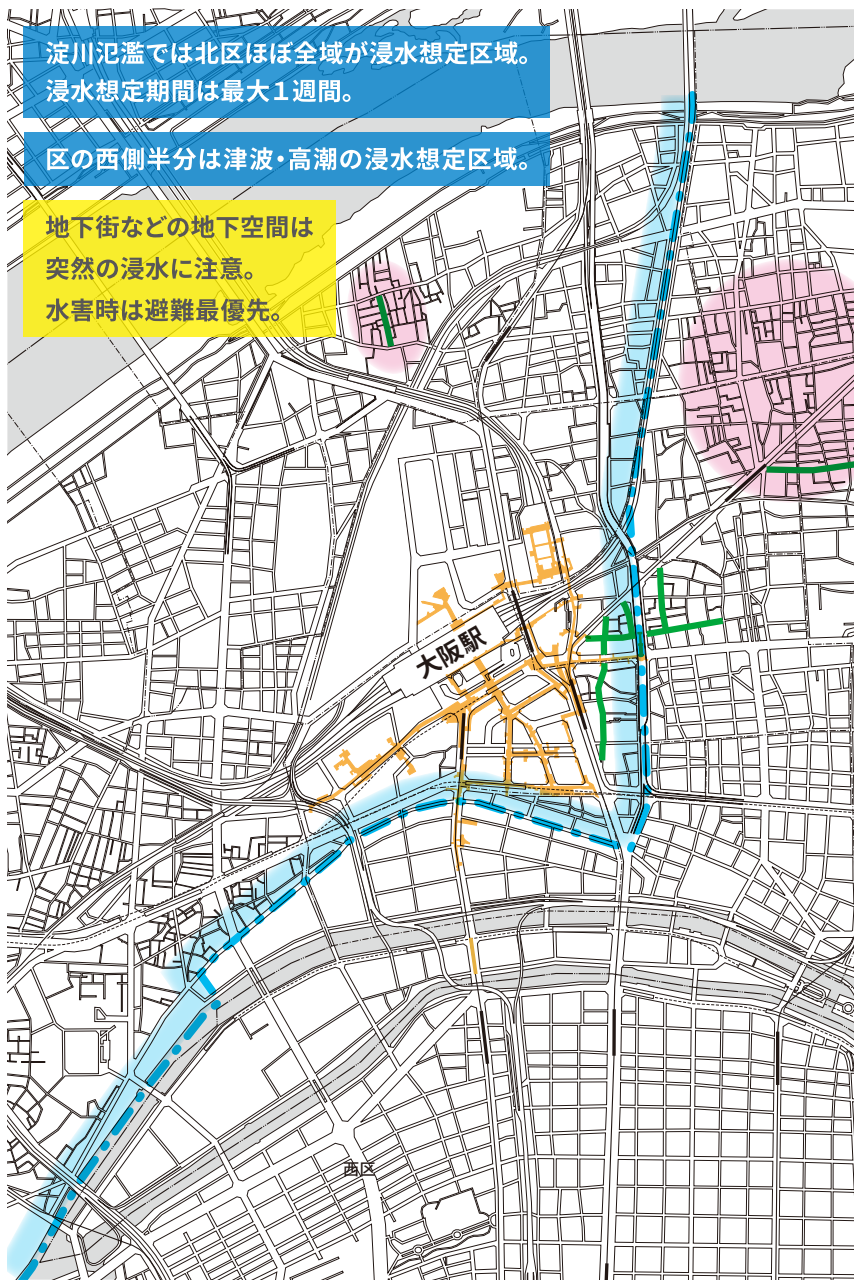 淀川氾濫では北区ほぼ全域が浸水想定区域。
浸水想定期間は最大1週間。
区の西側半分は津波・高潮の浸水想定区域。
地下街などの地下空間は
突然の浸水に注意。
水害時は避難最優先。
大阪駅
西区